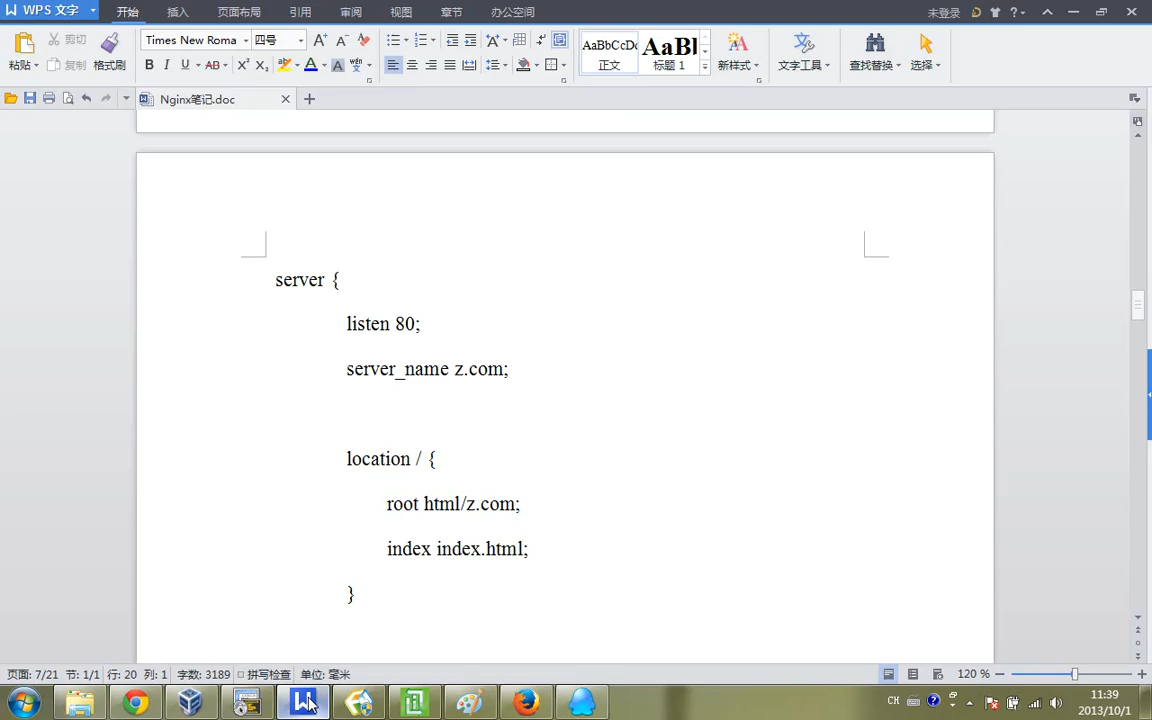 WPS 文字
开始
插入
页面布局
引用
审阅
视图
章节
办公空间
未登录
粘贴
剪切
复制
格式刷
Times New Roma
四号
AaBbCcDc
正文
AaBl
标题 1
新样式
文字工具
查找替换
选择
Nginx笔记.doc
server {
listen 80;
server_name z.com;
location / {
root html/z.com;
index index.html;
}
页面: 7/21 节: 1/1 行: 20 列: 1 字数: 3189 拼写检查 单位: 毫米
120 %
CH
11:39
2013/10/1